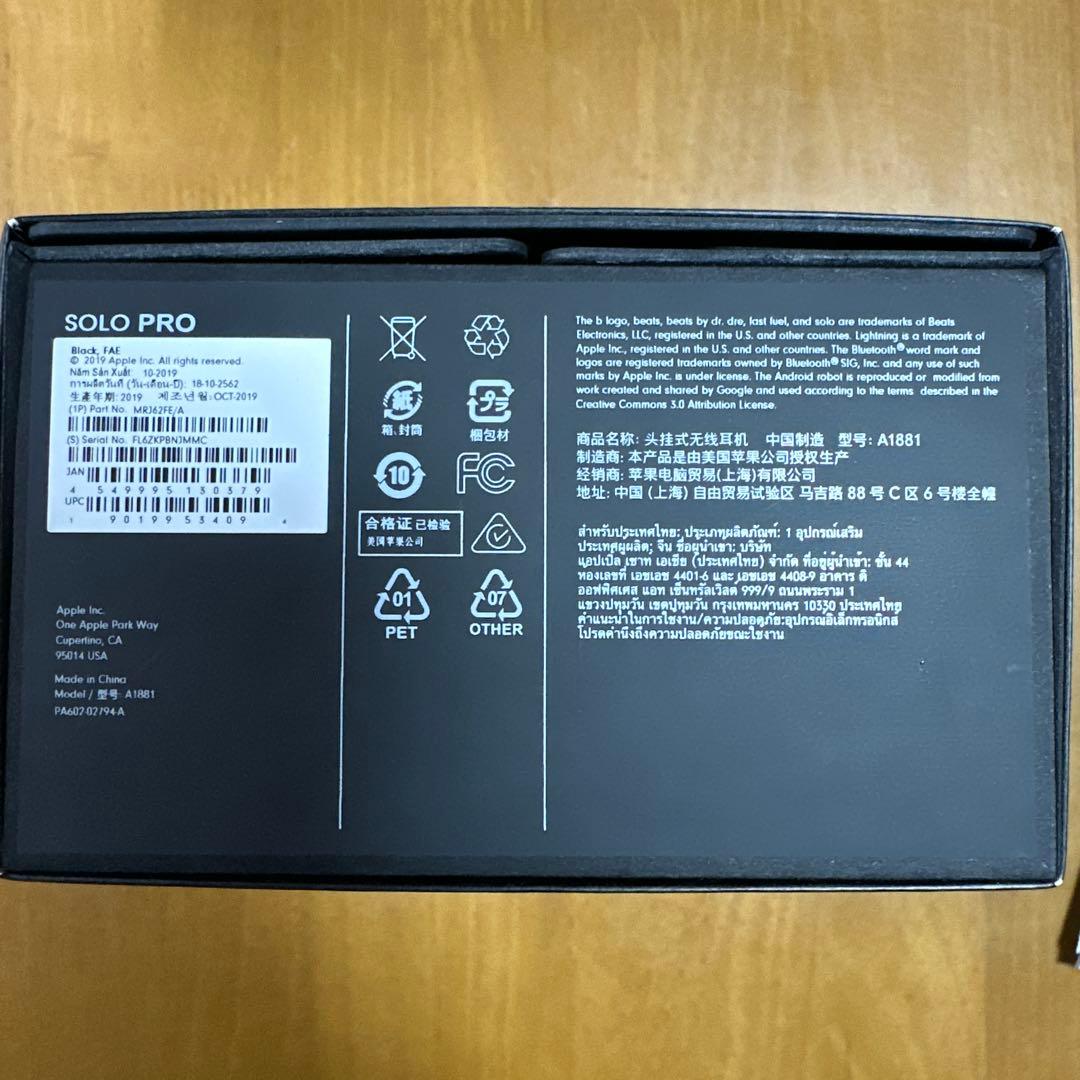 SOLO PRO
Black, FAE
© 2019 Apple Inc. All rights reserved.
Năm Sản Xuất: 10-2019
การผลิตวันที่ (วัน-เดือน-ปี): 18-10-2562
生產年期: 2019 제조년월:OCT-2019
(1P) Part No. MRJ62FE/A
(S) Serial No. FL6ZKPBNJMMC
JAN
4 549995 130379
UPC
1 90199 53409 4
Apple Inc.
One Apple Park Way
Cupertino, CA
95014 USA
Made in China
Model / 型号: A1881
PA602-02794-A
紙
箱、封筒
プラ
梱包材
10
FC
合格证 已检验
美国苹果公司
01
PET
07
OTHER
The b logo, beats, beats by dr. dre, fast fuel, and solo are trademarks of Beats
Electronics, LLC, registered in the U.S. and other countries. Lightning is a trademark of
Apple Inc., registered in the U.S. and other countries. The Bluetooth® word mark and
logos are registered trademarks owned by Bluetooth® SIG, Inc. and any use of such
marks by Apple Inc. is under license. The Android robot is reproduced or modified from
work created and shared by Google and used according to the terms described in the
Creative Commons 3.0 Attribution License.
商品名称: 头挂式无线耳机 中国制造 型号: A1881
制造商: 本产品是由美国苹果公司授权生产
经销商: 苹果电脑贸易(上海)有限公司
地址: 中国 (上海) 自由贸易试验区 马吉路 88 号 C 区 6 号楼全幢
สำหรับประเทศไทย: ประเภทผลิตภัณฑ์: 1 อุปกรณ์เสริม
ประเทศผู้ผลิต: จีน ชื่อผู้นำเข้า: บริษัท
แอปเปิล เซาท เอเชีย (ประเทศไทย) จำกัด ที่อยู่ผู้นำเข้า: ชั้น 44
ห้องเลขที่ เอชเอช 4401-6 และ เอชเอช 4408-9 อาคาร ดิ
ออฟฟิศเศส แอท เซ็นทรัลเวิลด์ 999/9 ถนนพระราม 1
แขวงปทุมวัน เขตปทุมวัน กรุงเทพมหานคร 10330 ประเทศไทย
คำแนะนำในการใช้งาน/ความปลอดภัย:อุปกรณ์อิเล็กทรอนิกส์
โปรดคำนึงถึงความปลอดภัยขณะใช้งาน